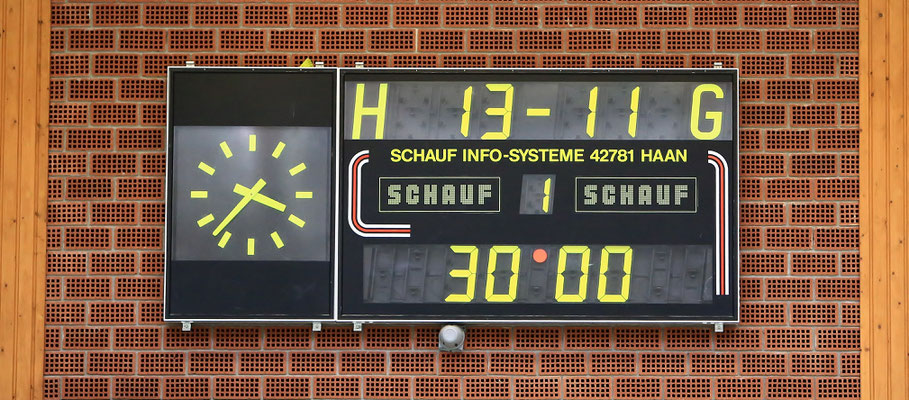 H 13-11 G
SCHAUF INFO-SYSTEME 42781 HAAN
SCHAUF 1 SCHAUF
30:00